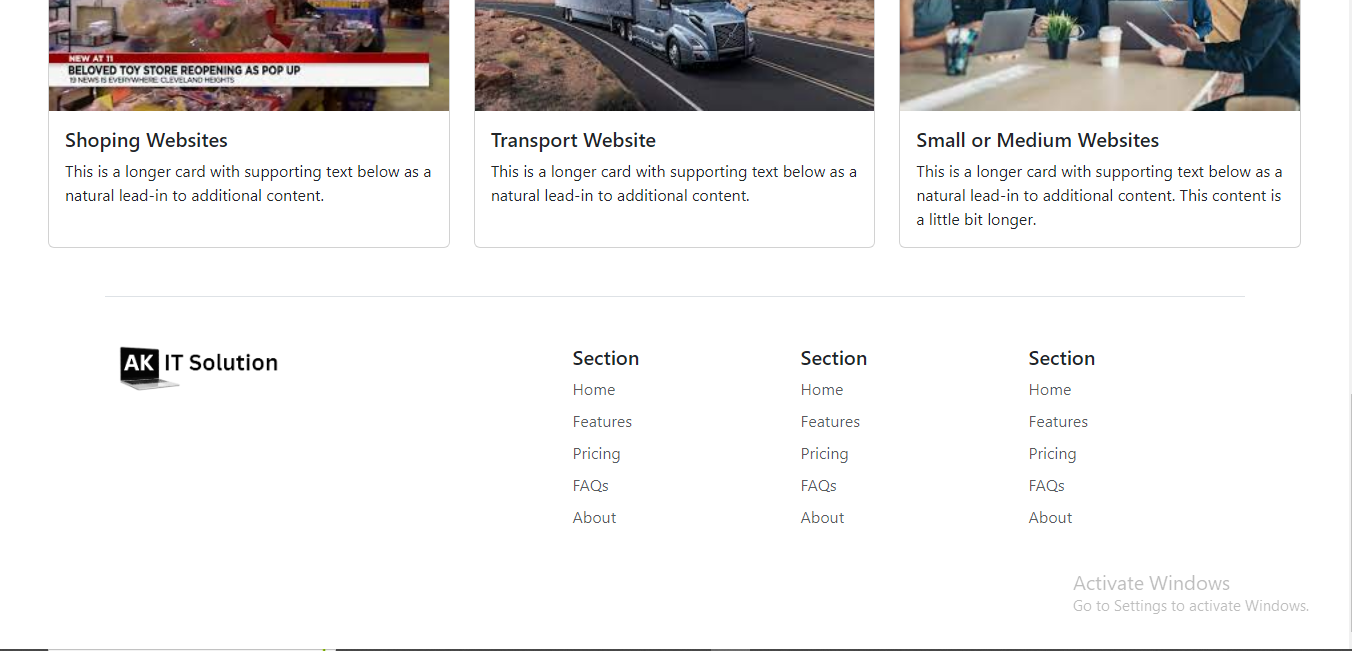 NEW AT 11
BELOVED TOY STORE REOPENING AS POP UP
19 NEWS IS EVERYWHERE: CLEVELAND HEIGHTS
Shoping Websites
This is a longer card with supporting text below as a
natural lead-in to additional content.
Transport Website
This is a longer card with supporting text below as a
natural lead-in to additional content.
Small or Medium Websites
This is a longer card with supporting text below as a
natural lead-in to additional content. This content is
a little bit longer.
AK IT Solution
Section
Home
Features
Pricing
FAQs
About
Section
Home
Features
Pricing
FAQs
About
Section
Home
Features
Pricing
FAQs
About
Activate Windows
Go to Settings to activate Windows.